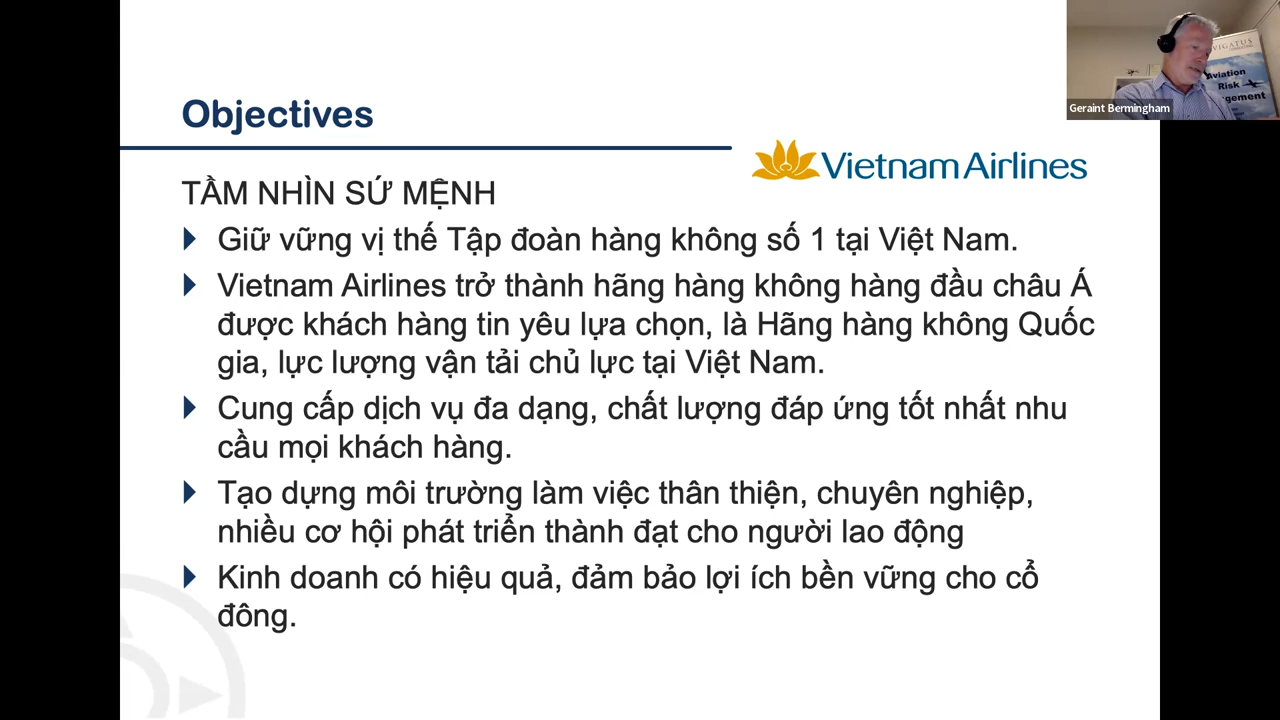 Objectives
Vietnam Airlines
TẦM NHÌN SỨ MỆNH
Giữ vững vị thế Tập đoàn hàng không số 1 tại Việt Nam.
Vietnam Airlines trở thành hãng hàng không hàng đầu châu Á
được khách hàng tin yêu lựa chọn, là Hãng hàng không Quốc
gia, lực lượng vận tải chủ lực tại Việt Nam.
Cung cấp dịch vụ đa dạng, chất lượng đáp ứng tốt nhất nhu
cầu mọi khách hàng.
Tạo dựng môi trường làm việc thân thiện, chuyên nghiệp,
nhiều cơ hội phát triển thành đạt cho người lao động
Kinh doanh có hiệu quả, đảm bảo lợi ích bền vững cho cổ
đông.
Aviation
Risk
Geraint Bermingham